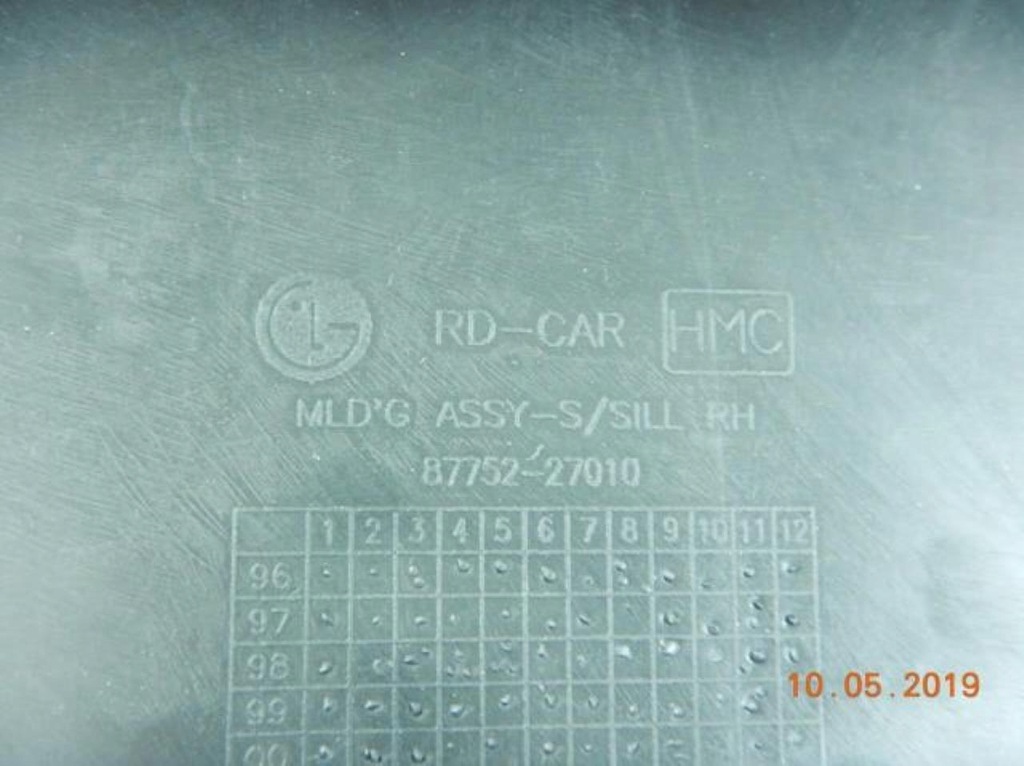 LG RD-CAR HMC
MLD'G ASSY-S/SILL RH
87752-27010
1 2 3 4 5 6 7 8 9 10 11 12
96
97
98
99
00
10.05.2019